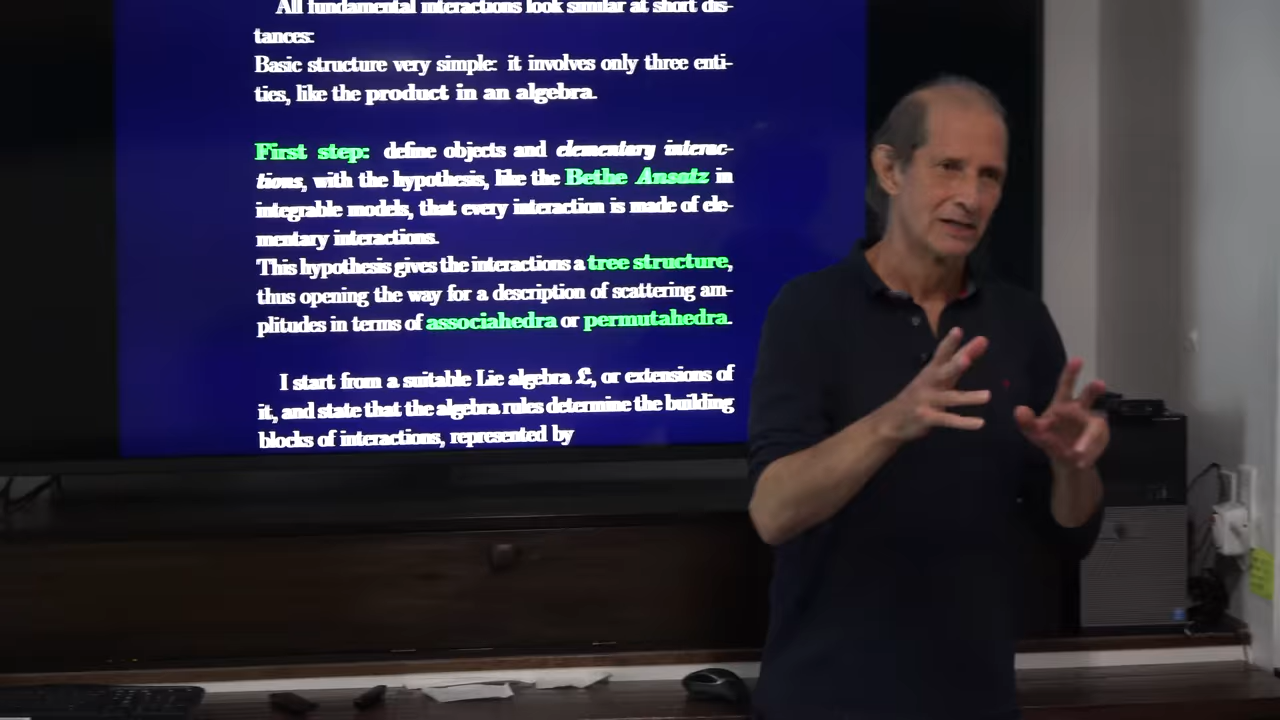 All fundamental interactions look similar at short dis-
tances:
Basic structure very simple: it involves only three enti-
ties, like the product in an algebra.
First step: define objects and elementary interac-
tions, with the hypothesis, like the Bethe Ansatz in
integrable models, that every interaction is made of ele-
mentary interactions.
This hypothesis gives the interactions a tree structure,
thus opening the way for a description of scattering am-
plitudes in terms of associahedra or permutahedra.
I start from a suitable Lie algebra £, or extensions of
it, and state that the algebra rules determine the building
blocks of interactions, represented by